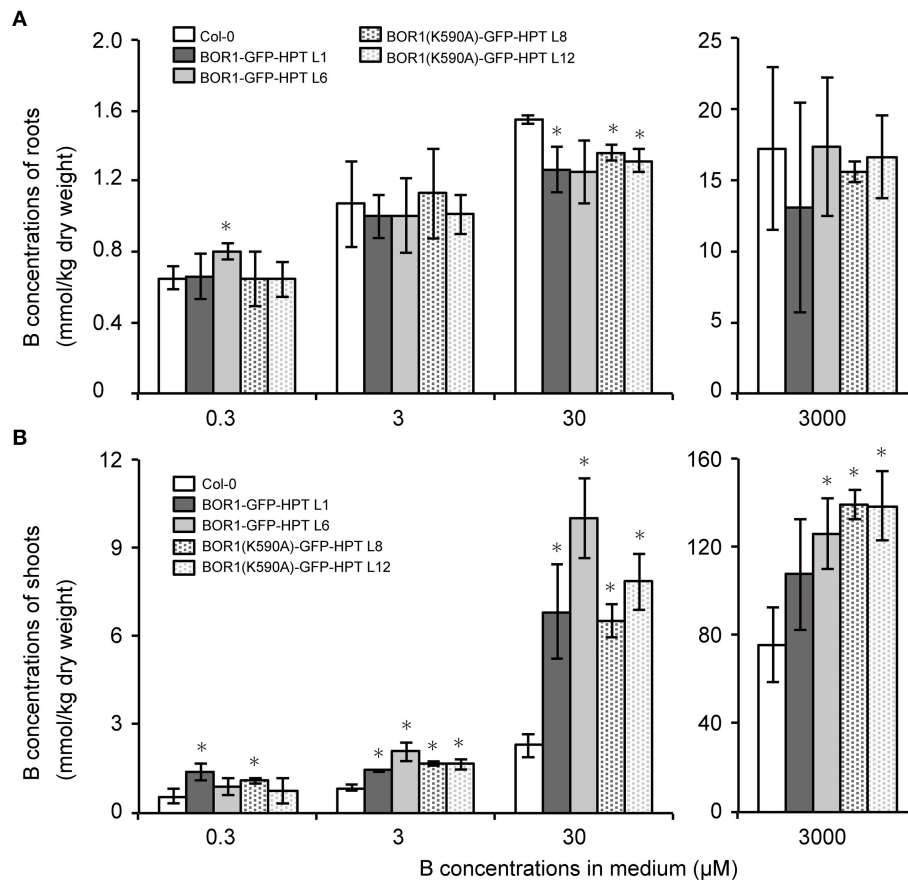 A
Col-0
BOR1-GFP-HPT L1
BOR1-GFP-HPT L6
BOR1(K590A)-GFP-HPT L8
BOR1(K590A)-GFP-HPT L12
B concentrations of roots
(mmol/kg dry weight)
2.0
1.6
1.2
0.8
0.4
0
25
20
15
10
5
0
*
*
*
*
0.3
3
30
3000
B
Col-0
BOR1-GFP-HPT L1
BOR1-GFP-HPT L6
BOR1(K590A)-GFP-HPT L8
BOR1(K590A)-GFP-HPT L12
B concentrations of shoots
(mmol/kg dry weight)
12
9
6
3
0
160
120
80
40
0
*
*
*
*
*
*
*
*
*
*
*
*
*
0.3
3
30
3000
B concentrations in medium (μM)